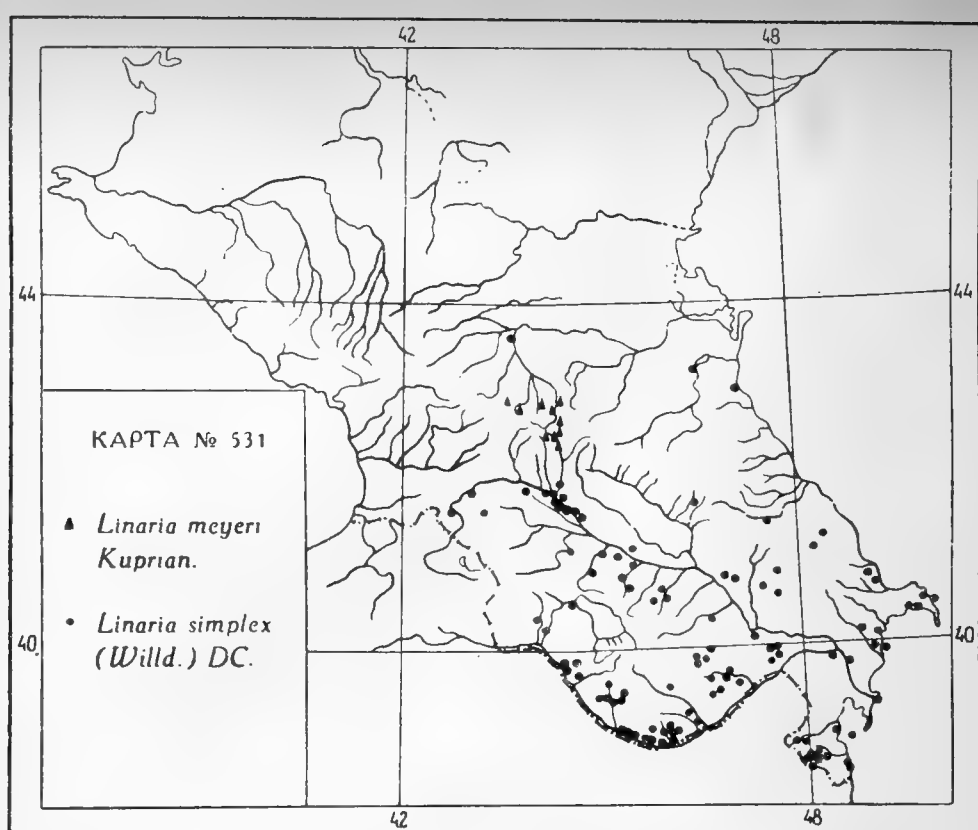 42 48
44 44
КАРТА № 531
Linaria meyeri
Kuprian.
Linaria simplex
(Willd.) DC.
40 40
42 48